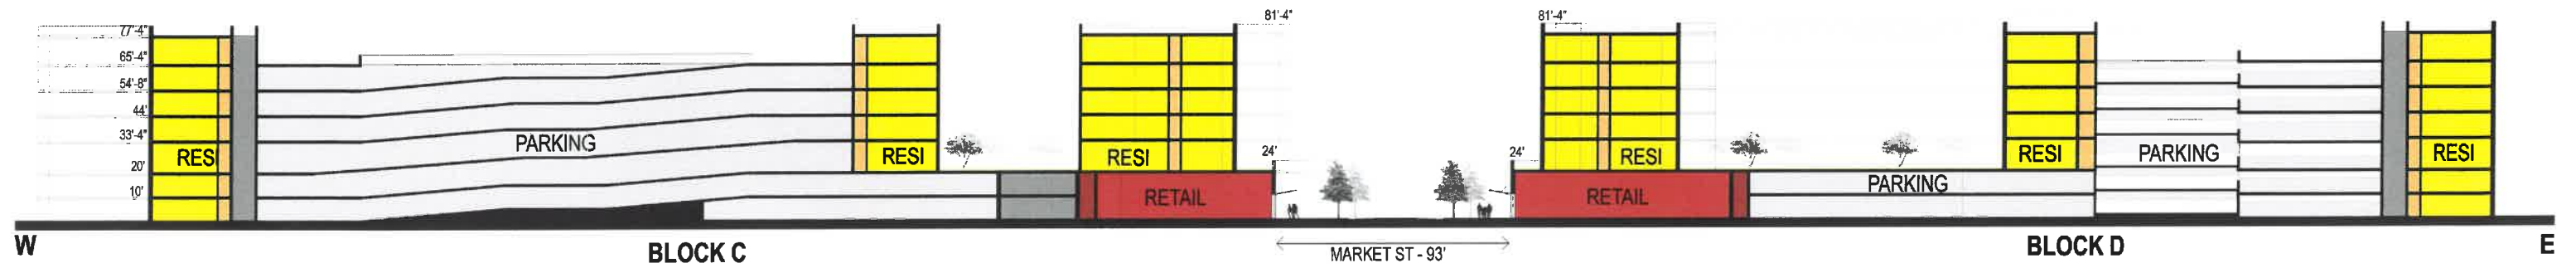 77'-4"
65'-4"
54'-8"
44'
33'-4"
20'
10'
RESI
PARKING
RESI
RESI
RETAIL
81'-4"
24'
81'-4"
24'
RESI
RETAIL
PARKING
RESI
PARKING
RESI
W
BLOCK C
MARKET ST - 93'
BLOCK D
E